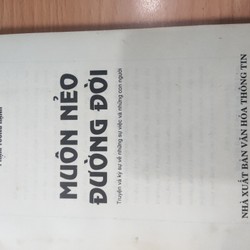 MUÔN NẺO
ĐƯỜNG ĐỜI
Truyện và ký sự về những sự việc và những con người
NHÀ XUẤT BẢN VĂN HÓA THÔNG TIN